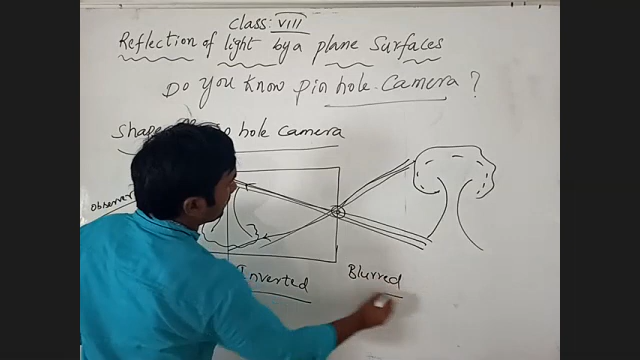 Class: VIII
Reflection of light by a plane Surfaces
Do you know pin hole camera ?
Shape hole camera
Observer
Inverted
Blurred